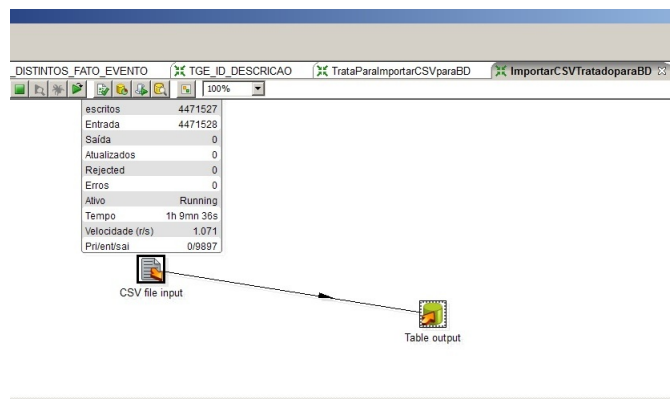 _DISTINTOS_FATO_EVENTO TGE_ID_DESCRICAO TrataParaImportarCSVparaBD ImportarCSVTratadoparaBD
100%
escritos 4471527
Entrada 4471528
Saída 0
Atualizados 0
Rejected 0
Erros 0
Ativo Running
Tempo 1h 9mn 36s
Velocidade (r/s) 1.071
Pri/ent/sai 0/9897
CSV file input
Table output